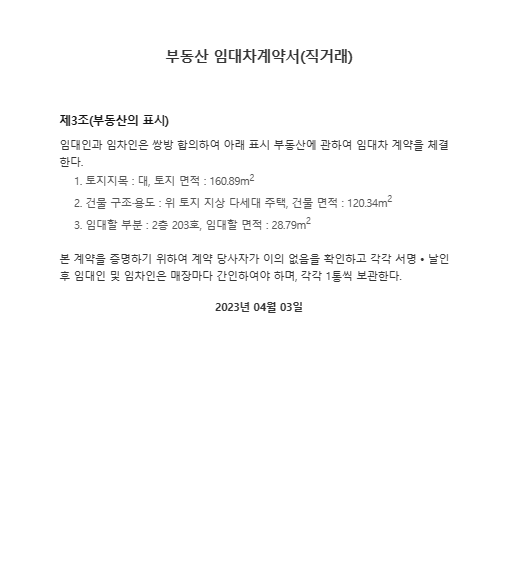 부동산 임대차계약서(직거래)
제3조(부동산의 표시)
임대인과 임차인은 쌍방 합의하여 아래 표시 부동산에 관하여 임대차 계약을 체결
한다.
1. 토지지목 : 대, 토지 면적 : 160.89m²
2. 건물 구조·용도 : 위 토지 지상 다세대 주택, 건물 면적 : 120.34m²
3. 임대할 부분 : 2층 203호, 임대할 면적 : 28.79m²
본 계약을 증명하기 위하여 계약 당사자가 이의 없음을 확인하고 각각 서명 • 날인
후 임대인 및 임차인은 매장마다 간인하여야 하며, 각각 1통씩 보관한다.
2023년 04월 03일